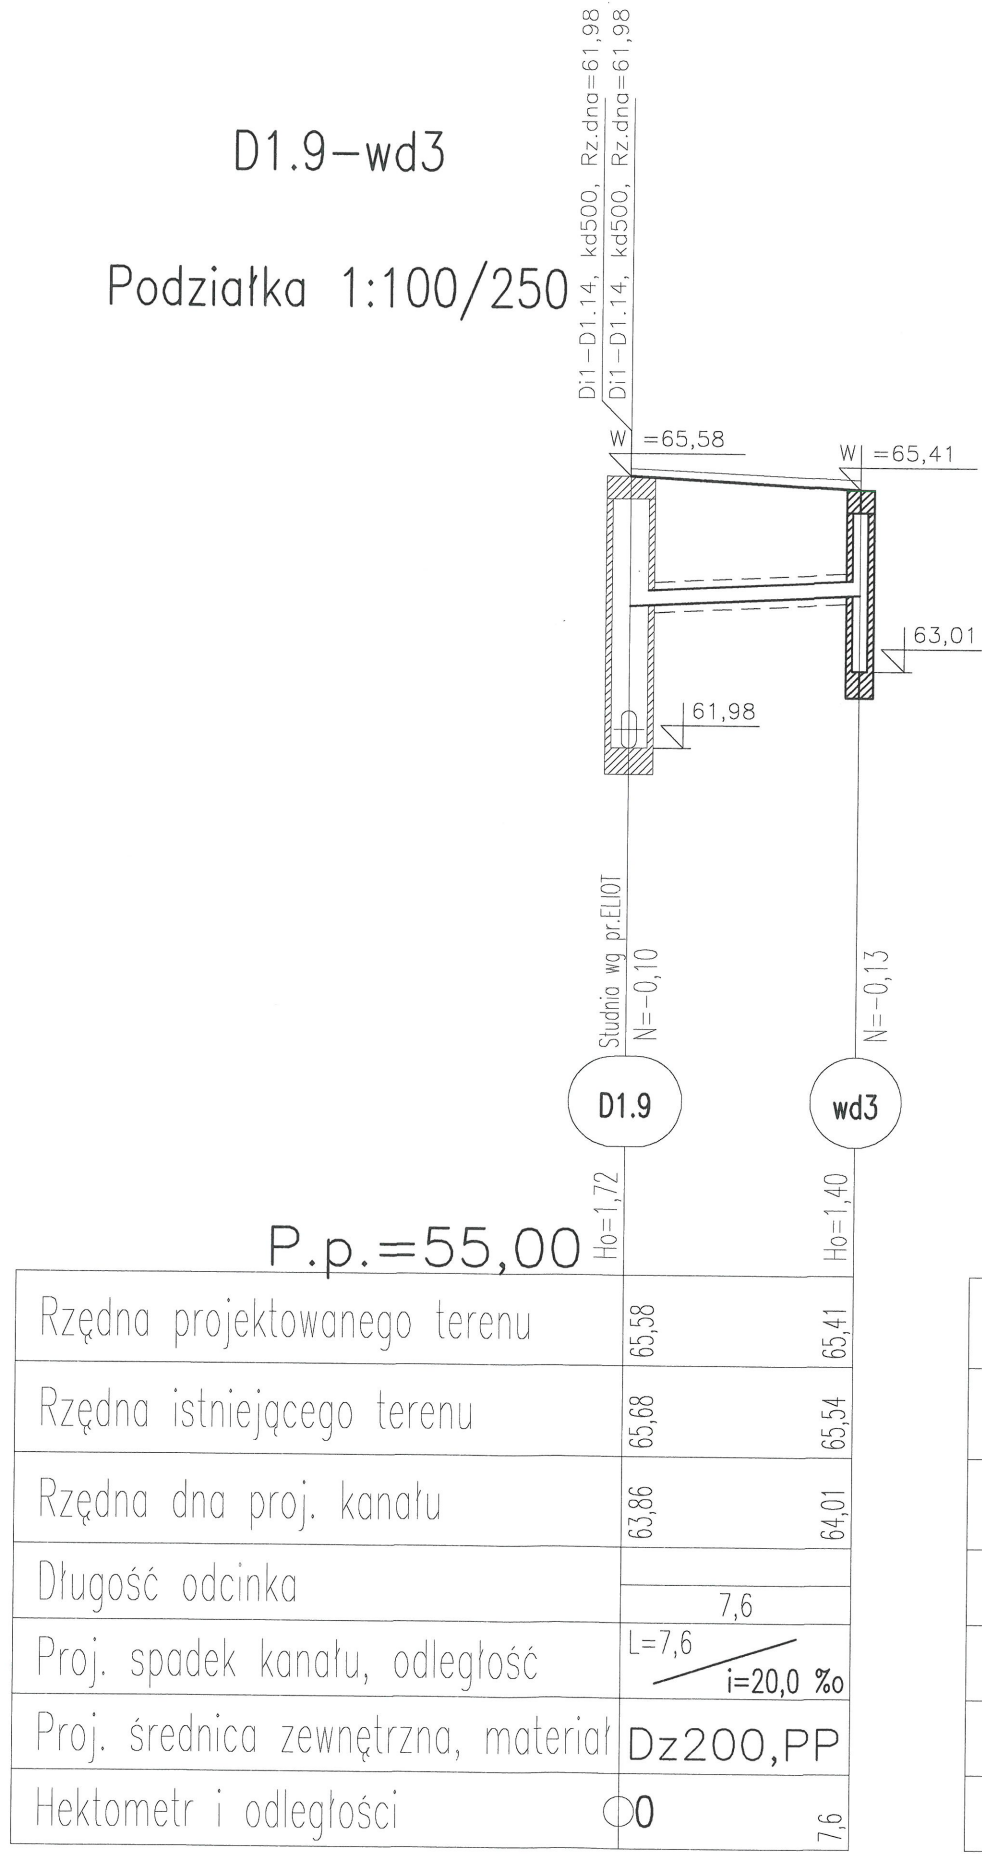 D1.9-wd3
Podziałka 1:100/250
Di1-D1.14, kd500, Rz.dna=61,98
Di1-D1.14, kd500, Rz.dna=61,98
W =65,58
W =65,41
63,01
61,98
Studnia wg pr.ELIOT
N=-0,10
N=-0,13
D1.9
wd3
Ho=1,72
Ho=1,40
P.p.=55,00
Rzędna projektowanego terenu 65,58 65,41
Rzędna istniejącego terenu 65,68 65,54
Rzędna dna proj. kanału 63,86 64,01
Długość odcinka 7,6
Proj. spadek kanału, odległość L=7,6 i=20,0 ‰
Proj. średnica zewnętrzna, materiał Dz200,PP
Hektometr i odległości 0 7,6